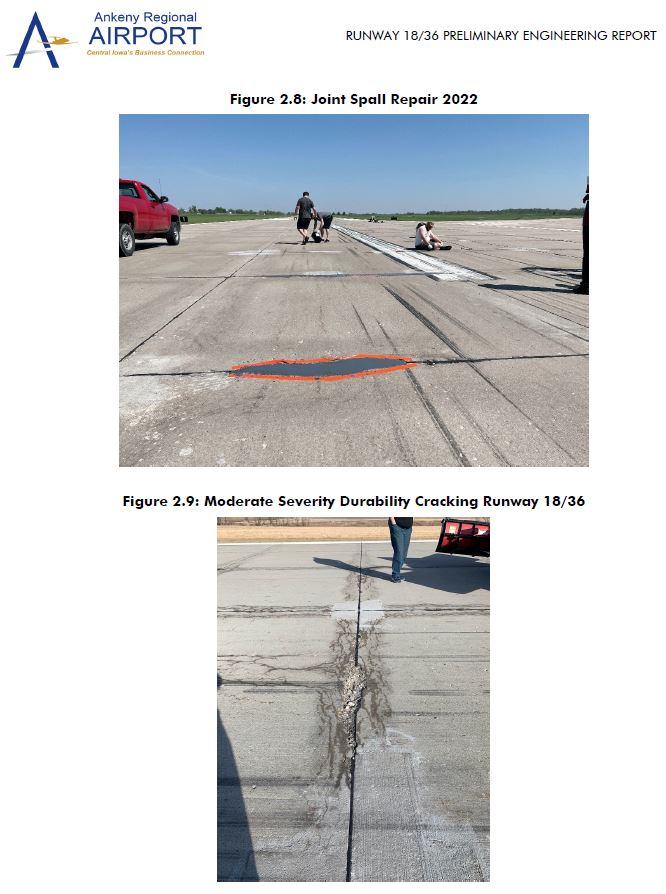 Ankeny Regional
AIRPORT
Central Iowa's Business Connection
RUNWAY 18/36 PRELIMINARY ENGINEERING REPORT
Figure 2.8: Joint Spall Repair 2022
Figure 2.9: Moderate Severity Durability Cracking Runway 18/36